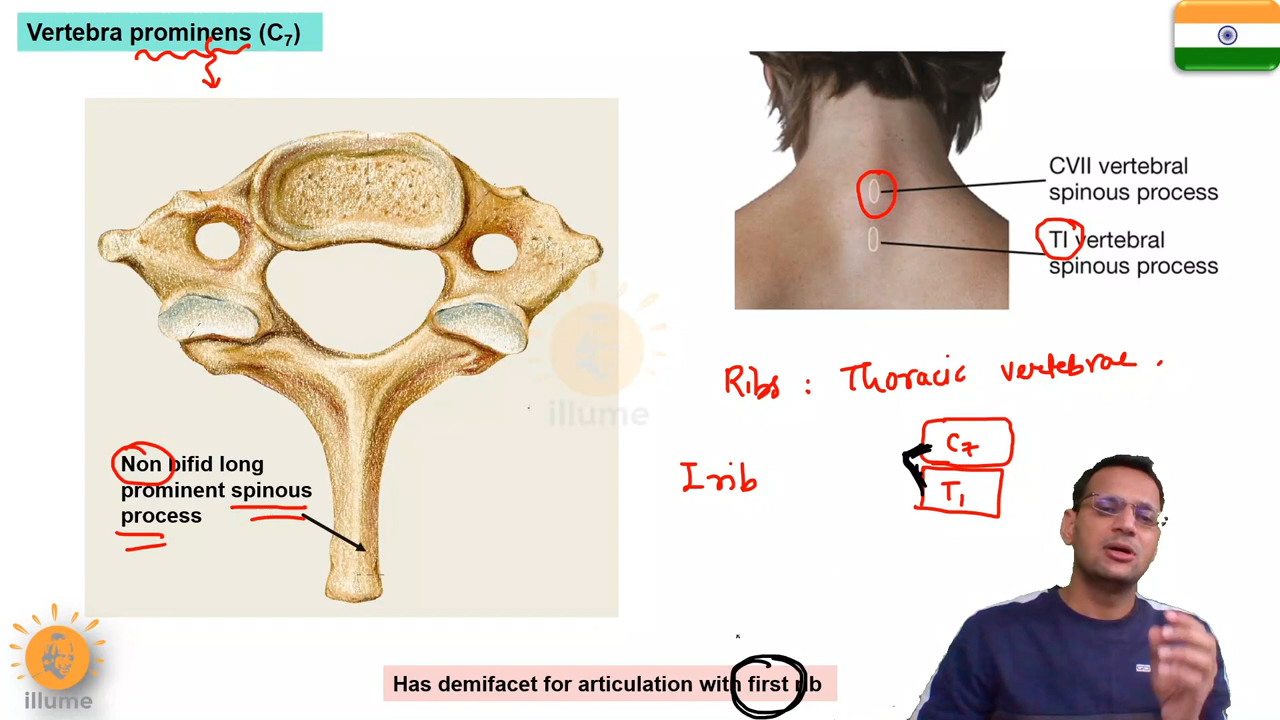 Vertebra prominens (C7)
CVII vertebral
spinous process
TI vertebral
spinous process
Non bifid long
prominent spinous
process
Ribs : Thoracic vertebrae.
I rib
C7
T1
illume
illume
Has demifacet for articulation with first rib